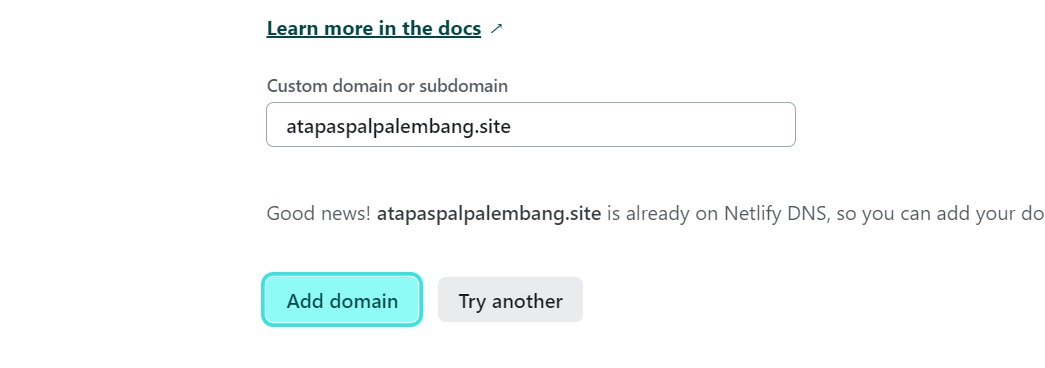 Learn more in the docs ↗
Custom domain or subdomain
atapaspalpalembang.site
Good news! atapaspalpalembang.site is already on Netlify DNS, so you can add your do
Add domain
Try another